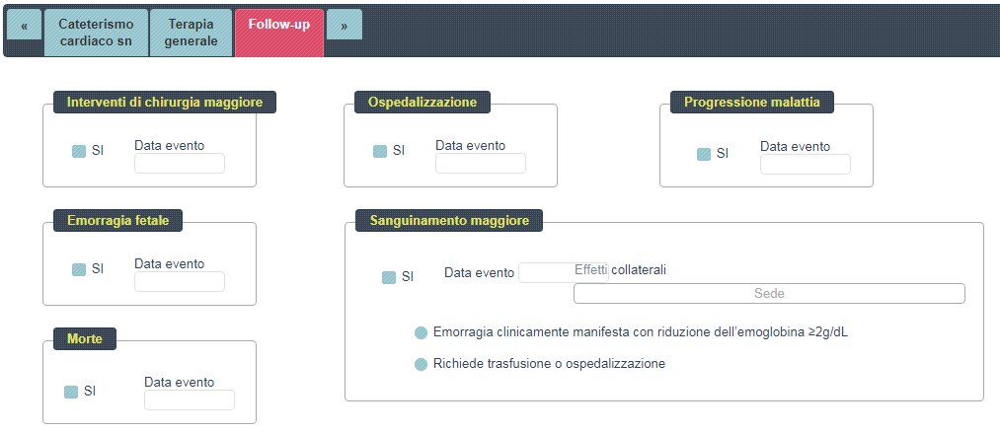 «
Cateterismo
cardiaco sn
Terapia
generale
Follow-up
»
Interventi di chirurgia maggiore
SI
Data evento
Ospedalizzazione
SI
Data evento
Progressione malattia
SI
Data evento
Emorragia fetale
SI
Data evento
Sanguinamento maggiore
SI
Data evento
Effetti collaterali
Sede
Emorragia clinicamente manifesta con riduzione dell'emoglobina ≥2g/dL
Richiede trasfusione o ospedalizzazione
Morte
SI
Data evento